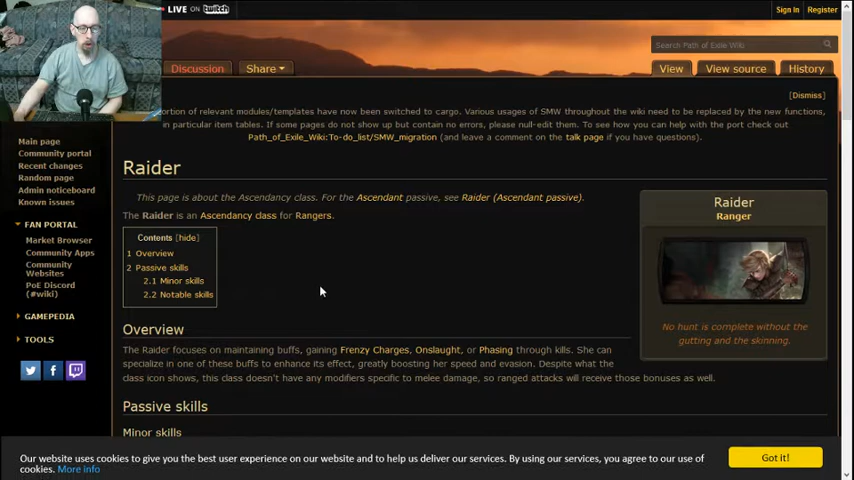 LIVE ON twitch
Sign In Register
Search Path of Exile Wiki
Discussion Share View View source History
[Dismiss]
ortion of relevant modules/templates have now been switched to cargo. Various usages of SMW throughout the wiki need to be replaced by the new functions,
in particular item tables. If some pages do not show up but contain no errors, please null-edit them. To see how you can help with the port check out
Path_of_Exile_Wiki:To-do_list/SMW_migration (and leave a comment on the talk page if you have questions).
Main page
Community portal
Recent changes
Random page
Admin noticeboard
Known issues
FAN PORTAL
Market Browser
Community Apps
Community
Websites
PoE Discord
(#wiki)
GAMEPEDIA
TOOLS
Raider
This page is about the Ascendancy class. For the Ascendant passive, see Raider (Ascendant passive).
The Raider is an Ascendancy class for Rangers.
Contents [hide]
1 Overview
2 Passive skills
2.1 Minor skills
2.2 Notable skills
Raider
Ranger
No hunt is complete without the
gutting and the skinning.
Overview
The Raider focuses on maintaining buffs, gaining Frenzy Charges, Onslaught, or Phasing through kills. She can
specialize in one of these buffs to enhance its effect, greatly boosting her speed and evasion. Despite what the
class icon shows, this class doesn't have any modifiers specific to melee damage, so ranged attacks will receive those bonuses as well.
Passive skills
Minor skills
Our website uses cookies to give you the best user experience on our website and to help us deliver our services. By using our services, you agree to our use of
cookies. More info
Got it!